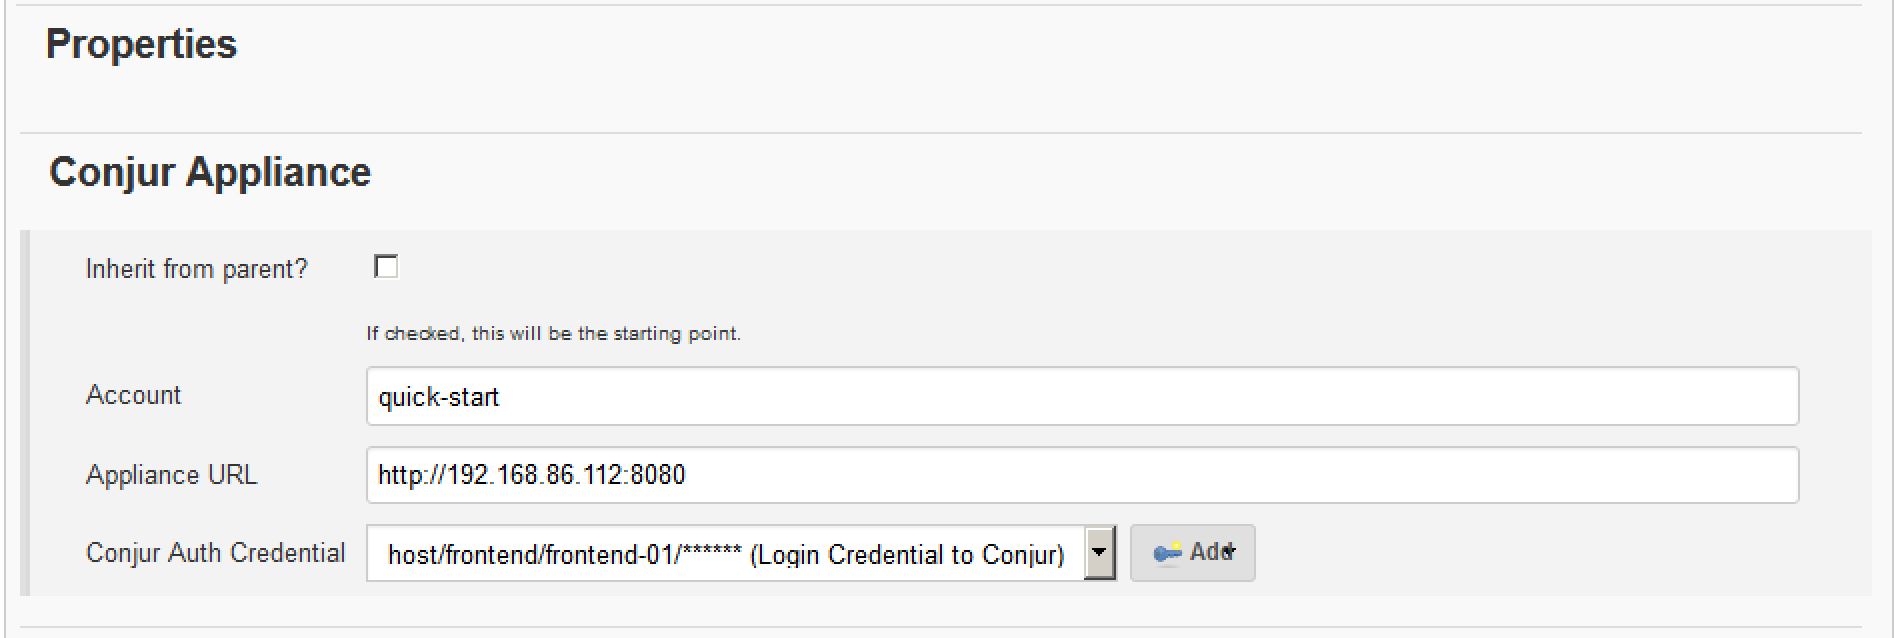 Properties
Conjur Appliance
Inherit from parent?
If checked, this will be the starting point.
Account quick-start
Appliance URL http://192.168.86.112:8080
Conjur Auth Credential host/frontend/frontend-01/****** (Login Credential to Conjur) Add